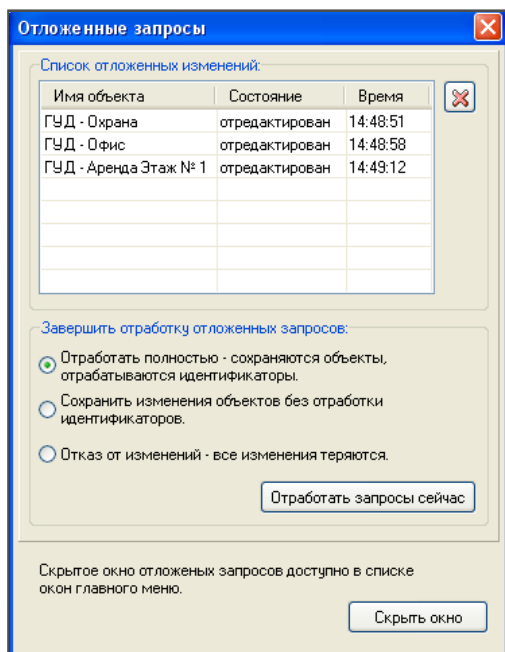 Отложенные запросы
Список отложенных изменений:
Имя объекта Состояние Время
ГУД - Охрана отредактирован 14:48:51
ГУД - Офис отредактирован 14:48:58
ГУД - Аренда Этаж № 1 отредактирован 14:49:12
Завершить отработку отложенных запросов:
Отработать полностью - сохраняются объекты,
отрабатываются идентификаторы.
Сохранить изменения объектов без отработки
идентификаторов.
Отказ от изменений - все изменения теряются.
Отработать запросы сейчас
Скрытое окно отложеных запросов доступно в списке
окон главного меню.
Скрыть окно